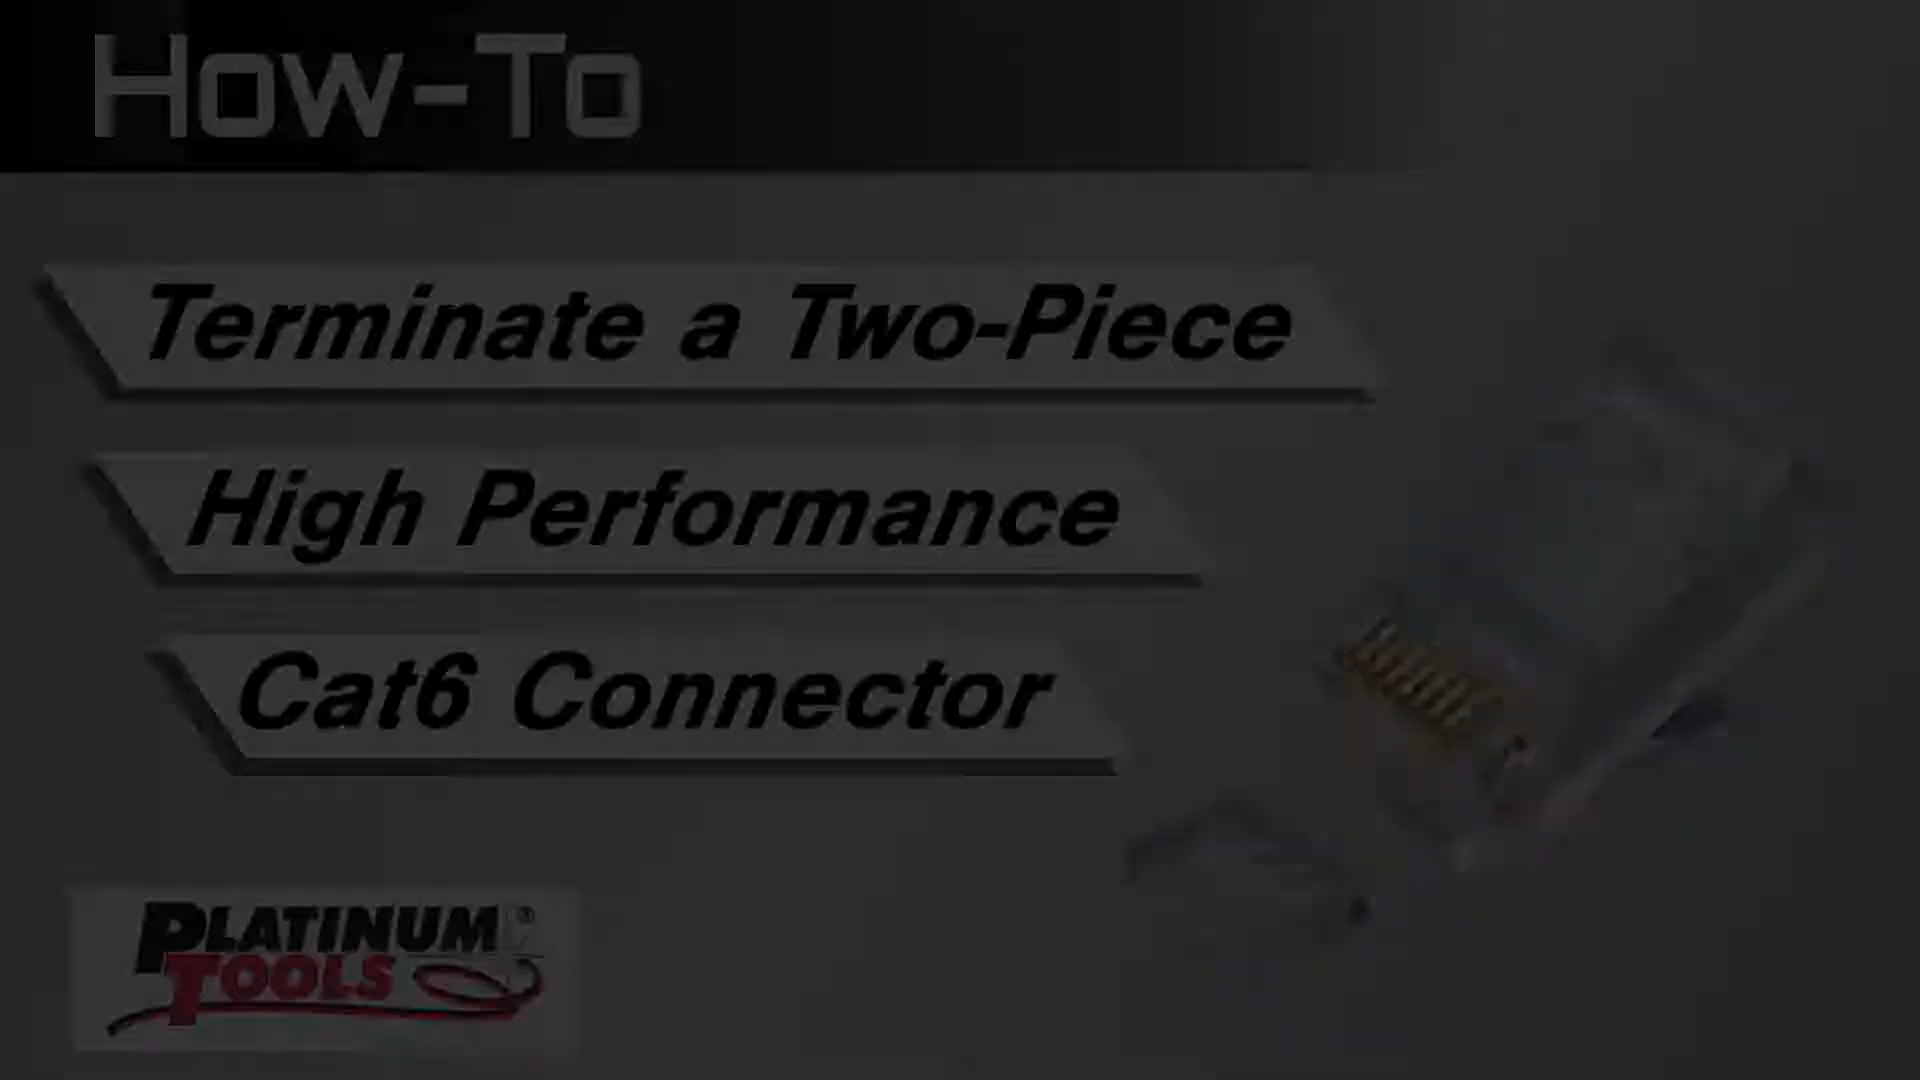 How-To
Terminate a Two-Piece
High Performance
Cat6 Connector
PLATINUM®
TOOLS